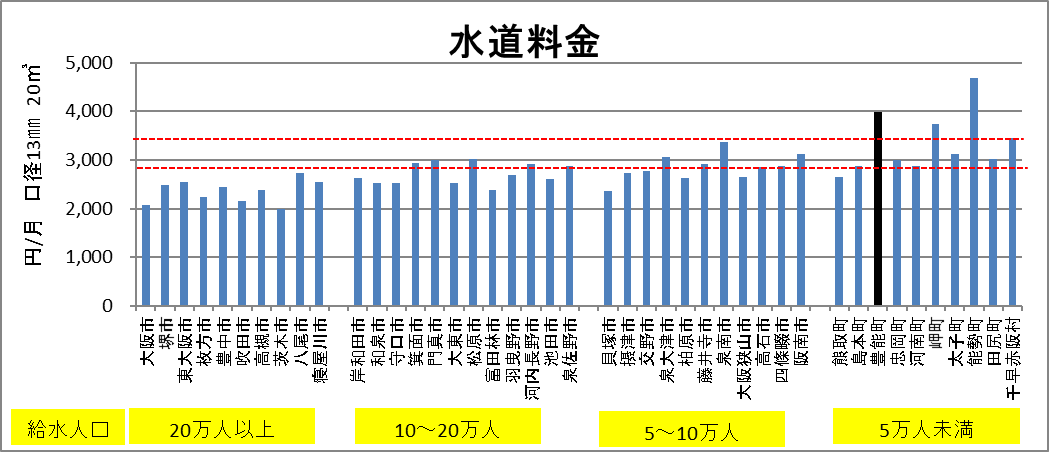 水道料金
円/月 口径13mm 20㎥
5,000
4,000
3,000
2,000
1,000
0
大阪市
堺市
東大阪市
枚方市
豊中市
吹田市
高槻市
茨木市
八尾市
寝屋川市
岸和田市
和泉市
守口市
箕面市
門真市
大東市
松原市
富田林市
羽曳野市
河内長野市
池田市
泉佐野市
貝塚市
摂津市
交野市
泉大津市
柏原市
藤井寺市
泉南市
大阪狭山市
高石市
四條畷市
阪南市
熊取町
島本町
豊能町
忠岡町
河南町
岬町
太子町
能勢町
田尻町
千早赤阪村
給水人口
20万人以上
10~20万人
5~10万人
5万人未満